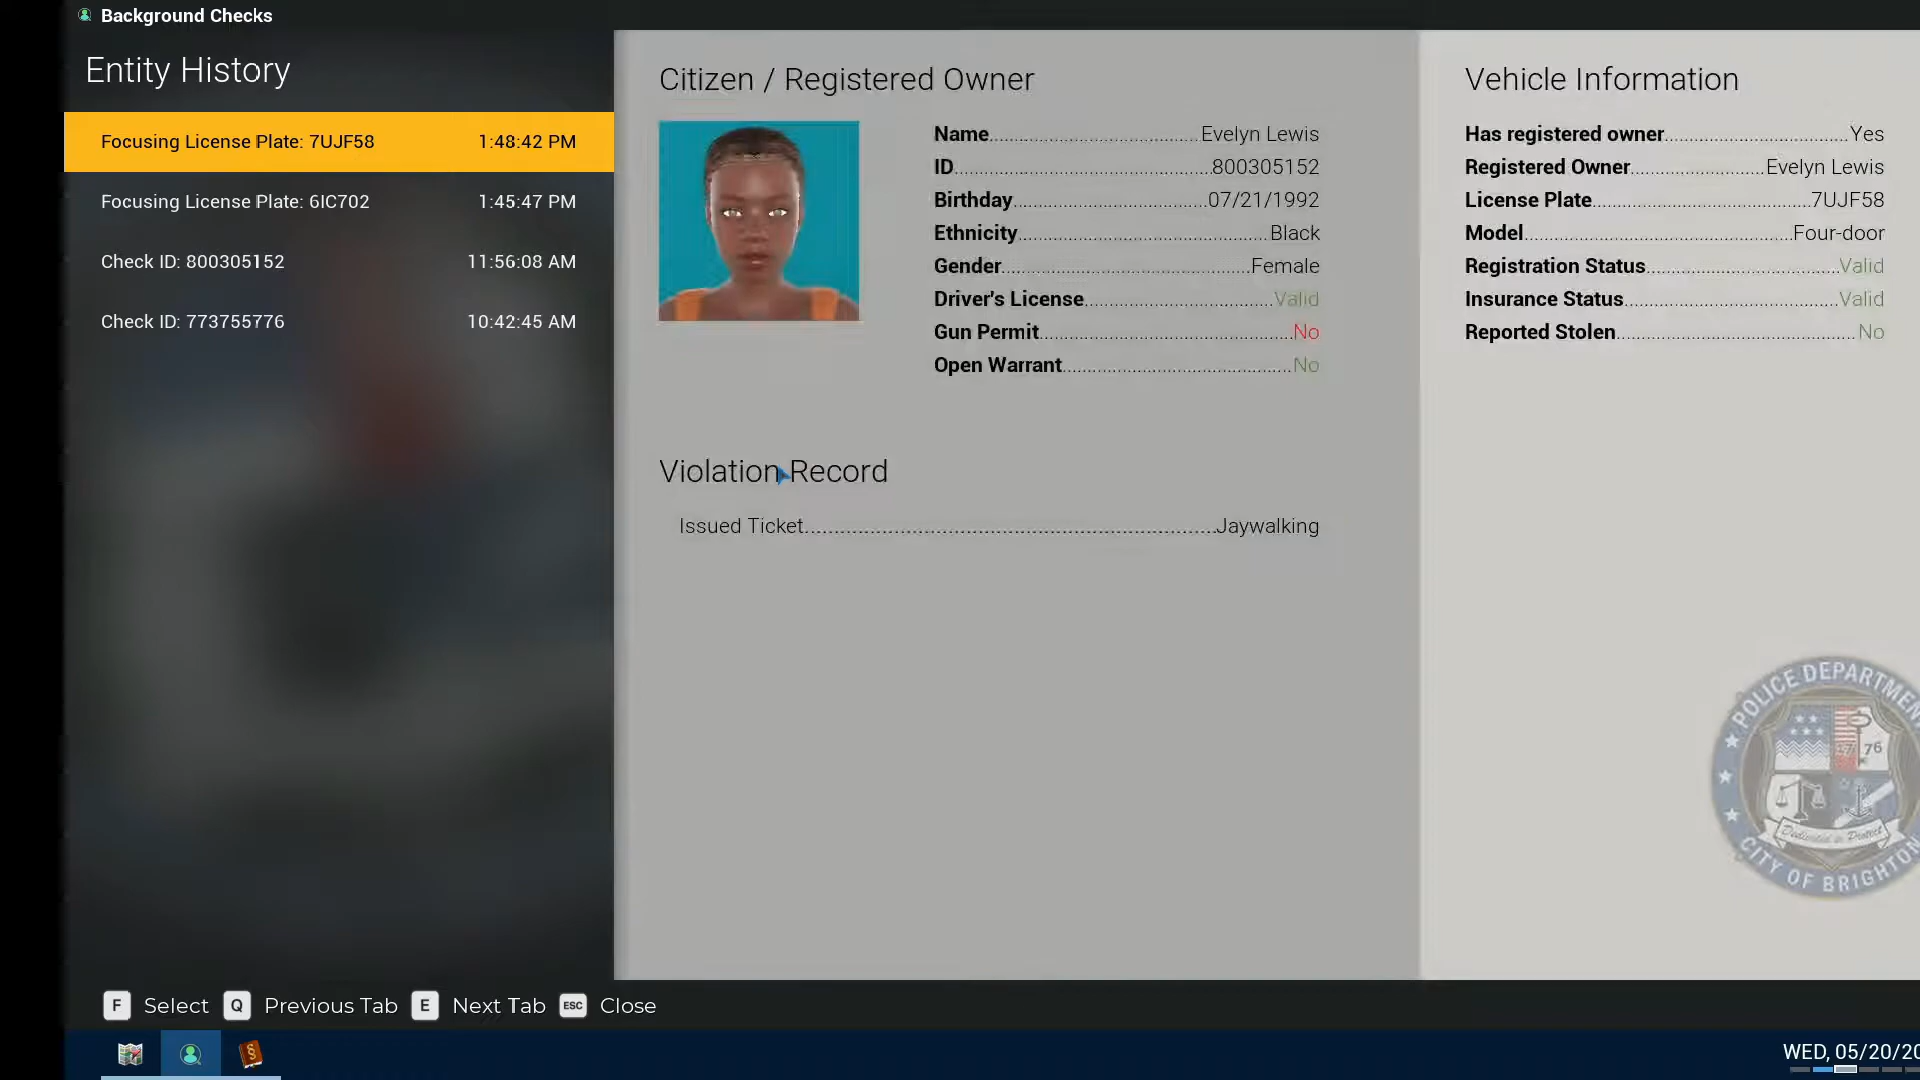 Background Checks
Entity History
Focusing License Plate: 7UJF58 1:48:42 PM
Focusing License Plate: 6IC702 1:45:47 PM
Check ID: 800305152 11:56:08 AM
Check ID: 773755776 10:42:45 AM
Citizen / Registered Owner
Name Evelyn Lewis
ID 800305152
Birthday 07/21/1992
Ethnicity Black
Gender Female
Driver's License Valid
Gun Permit No
Open Warrant No
Violation Record
Issued Ticket Jaywalking
Vehicle Information
Has registered owner Yes
Registered Owner Evelyn Lewis
License Plate 7UJF58
Model Four-door
Registration Status Valid
Insurance Status Valid
Reported Stolen No
POLICE DEPARTMEN
1776
Dedicated to Protect
CITY OF BRIGHTON
F Select Q Previous Tab E Next Tab ESC Close
WED, 05/20/20